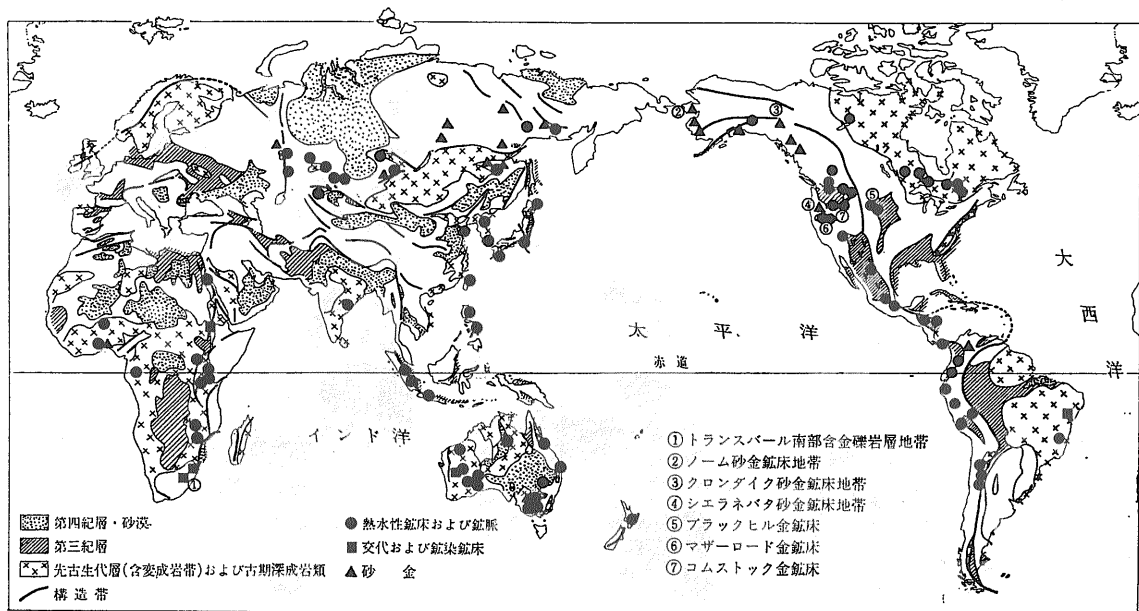 太平洋
赤道
大西洋
インド洋
① トランスバール南部含金礫岩層地帯
② ノーム砂金鉱床地帯
③ クロンダイク砂金鉱床地帯
④ シエラネバタ砂金鉱床地帯
⑤ ブラックヒル金鉱床
⑥ マザーロード金鉱床
⑦ コムストック金鉱床
第四紀層・砂漠
第三紀層
先古生代層(含変成岩帯)および古期深成岩類
構造帯
熱水性鉱床および鉱脈
交代および鉱染鉱床
砂金
②
③
④
⑤
⑥
⑦
①